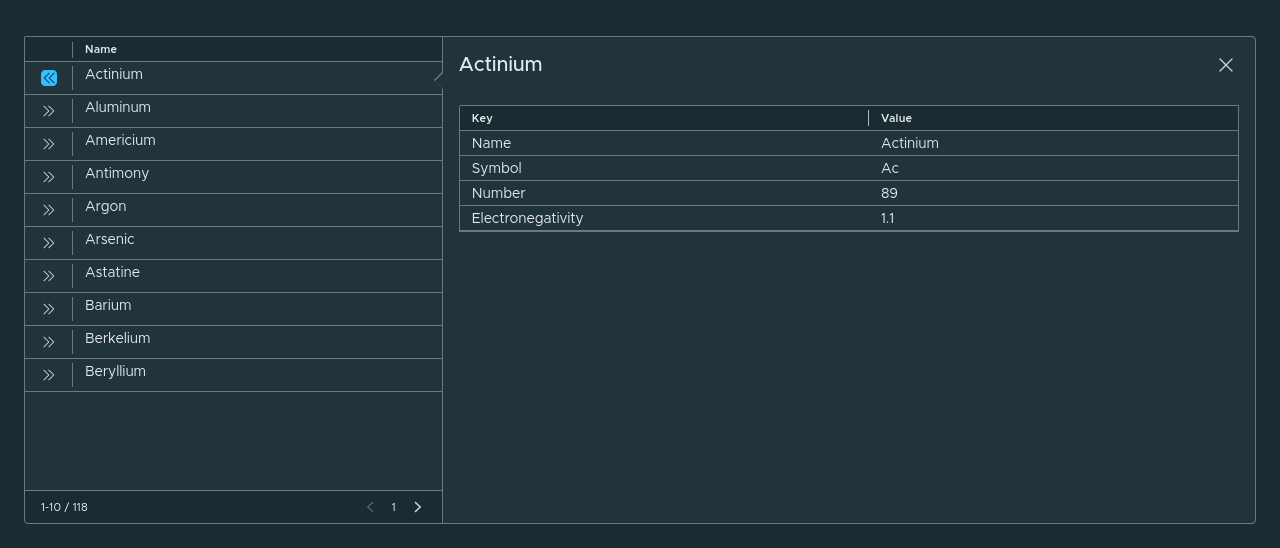 Name
Actinium
Aluminum
Americium
Antimony
Argon
Arsenic
Astatine
Barium
Berkelium
Beryllium
1-10 / 118
1
Actinium
Key Value
Name Actinium
Symbol Ac
Number 89
Electronegativity 1.1